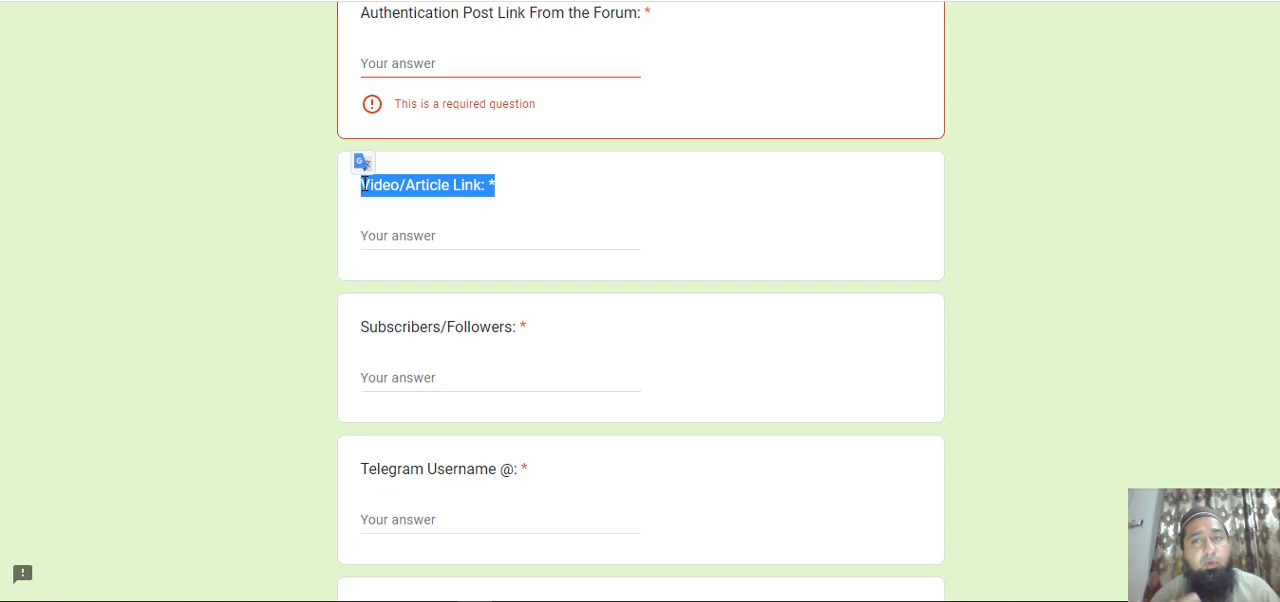 Authentication Post Link From the Forum: *
Your answer
This is a required question
Video/Article Link: *
Your answer
Subscribers/Followers: *
Your answer
Telegram Username @: *
Your answer